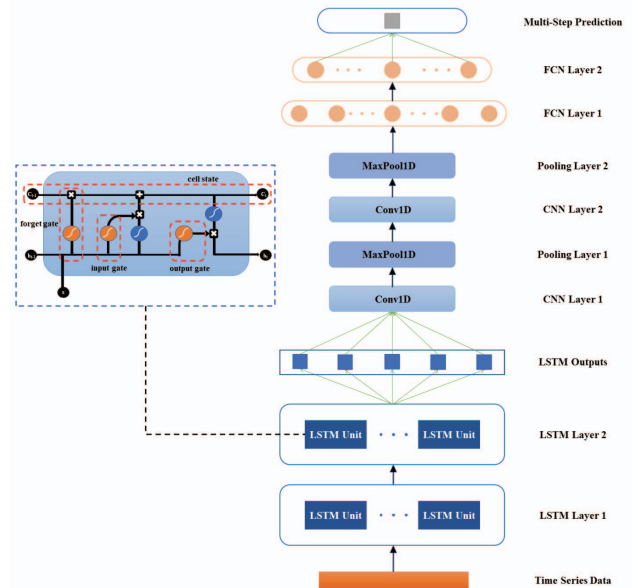 Multi-Step Prediction
FCN Layer 2
FCN Layer 1
MaxPool1D Pooling Layer 2
Conv1D CNN Layer 2
MaxPool1D Pooling Layer 1
Conv1D CNN Layer 1
cell state
forget gate
input gate output gate
LSTM Outputs
LSTM Unit LSTM Unit LSTM Layer 2
LSTM Unit LSTM Unit LSTM Layer 1
Time Series Data